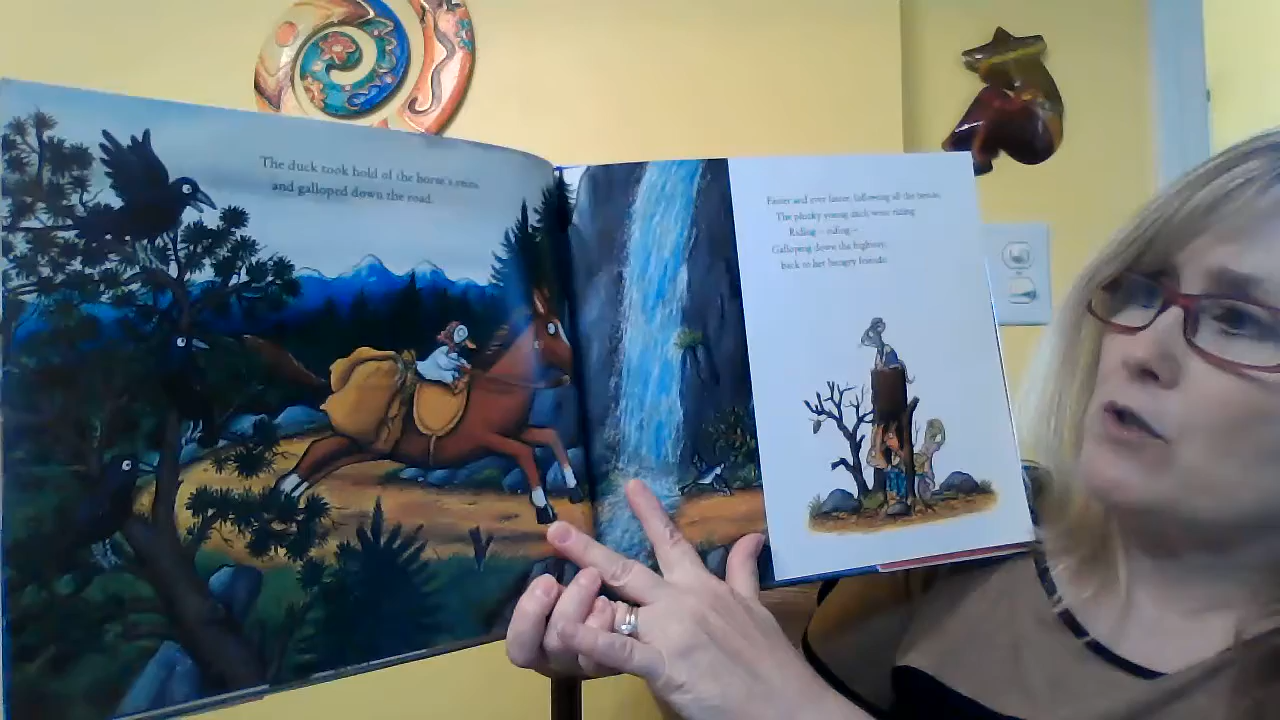 The duck took hold of the horse's reins
and galloped down the road.
Faster and ever faster, following all the bends,
The plucky young duck went riding
Riding – riding –
Galloping down the highway,
back to her hungry friends.